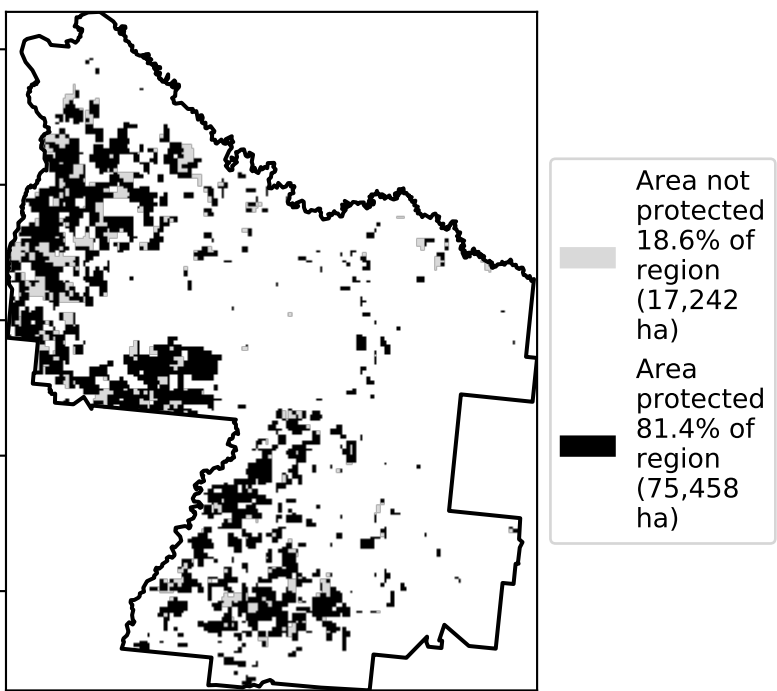 Area not
protected
18.6% of
region
(17,242
ha)
Area
protected
81.4% of
region
(75,458
ha)